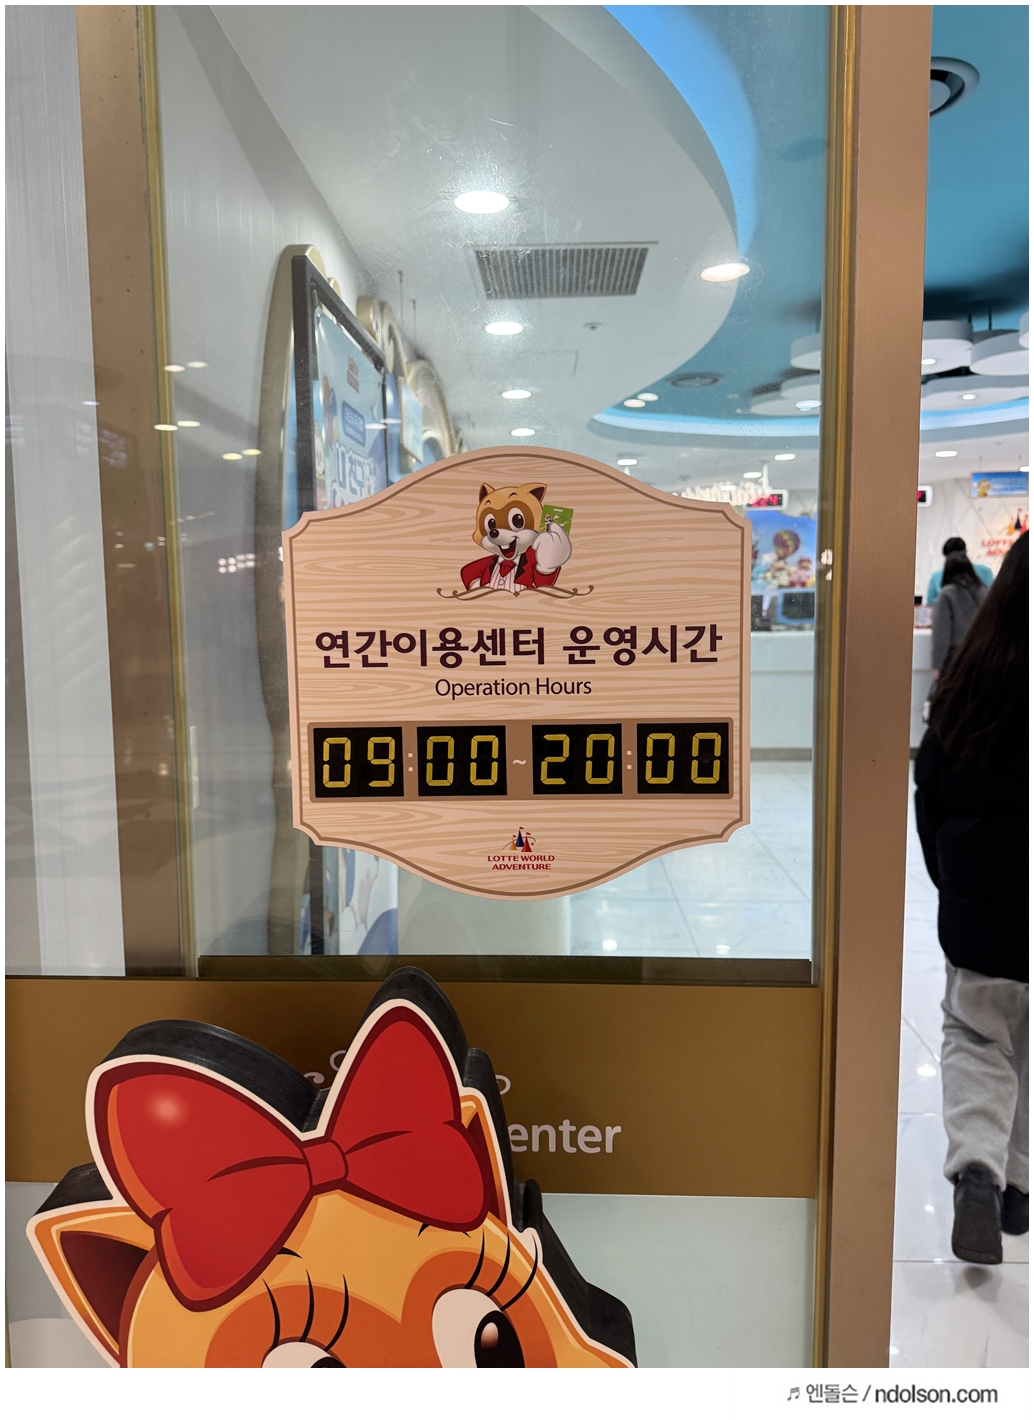 연간이용센터 운영시간
Operation Hours
09:00 ~ 20:00
LOTTE WORLD
ADVENTURE
enter
♬ 엔돌슨 / ndolson.com